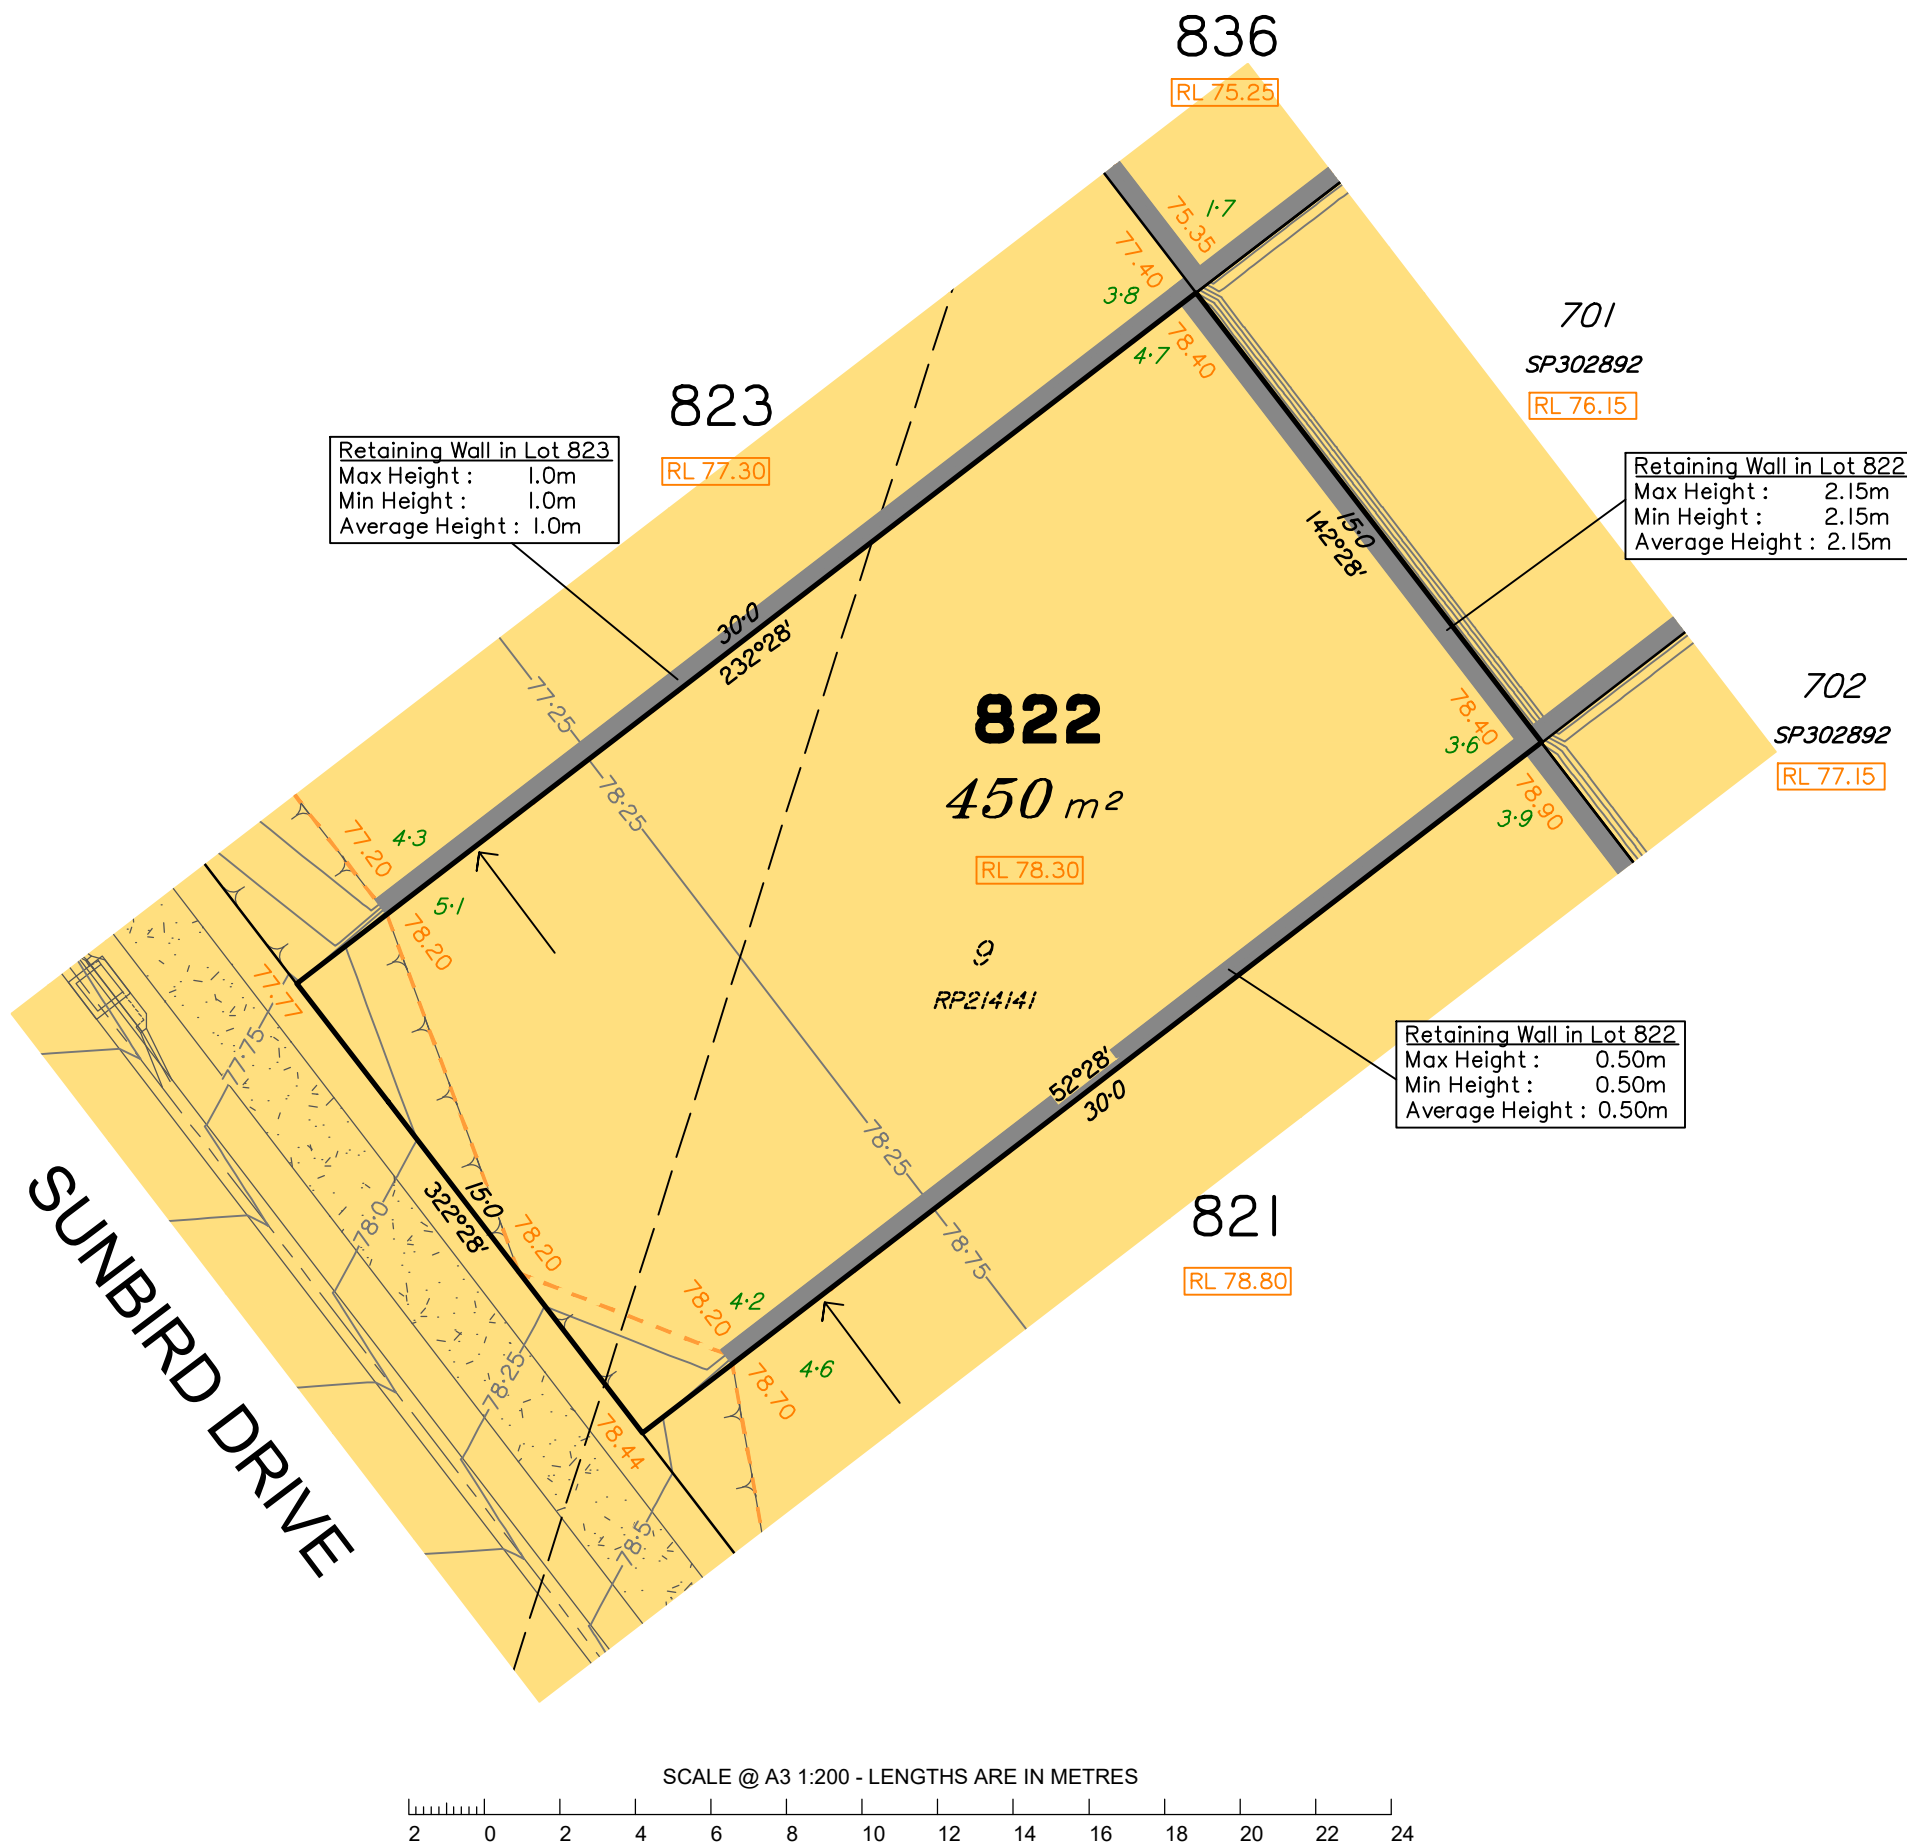 836
RL 75.25
75.35
1·7
77.40
3·8
78.40
4·7
701
SP302892
RL 76.15
823
RL 77.30
Retaining Wall in Lot 823
Max Height : 1.0m
Min Height : 1.0m
Average Height : 1.0m
Retaining Wall in Lot 822
Max Height : 2.15m
Min Height : 2.15m
Average Height : 2.15m
15·0
142°28'
30·0
232°28'
702
SP302892
RL 77.15
77·25
78·25
822
450 m²
RL 78.30
78.40
3·6
78.90
3·9
77.20
4·3
5·1
78.20
9
RP214141
77.77
77·75
Retaining Wall in Lot 822
Max Height : 0.50m
Min Height : 0.50m
Average Height : 0.50m
52°28'
30·0
78·25
78·75
821
RL 78.80
15·0
322°28'
78·0
78.20
78.20
4·2
4·6
78.70
78·25
78.44
78·5
SUNBIRD DRIVE
SCALE @ A3 1:200 - LENGTHS ARE IN METRES
2 0 2 4 6 8 10 12 14 16 18 20 22 24